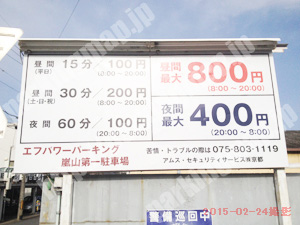 昼間 15分/100円
(平日) (8:00~20:00)
昼間 30分/200円
(土・日・祝) (8:00~20:00)
夜間 60分/100円
(20:00~8:00)
昼間最大 800円
(8:00~20:00)
夜間最大 400円
(20:00~8:00)
エフパワーパーキング
嵐山第一駐車場
苦情・トラブルの際は 075-803-1119
アムス・セキュリティサービス㈱京都
警備巡回中
2015-02-24撮影